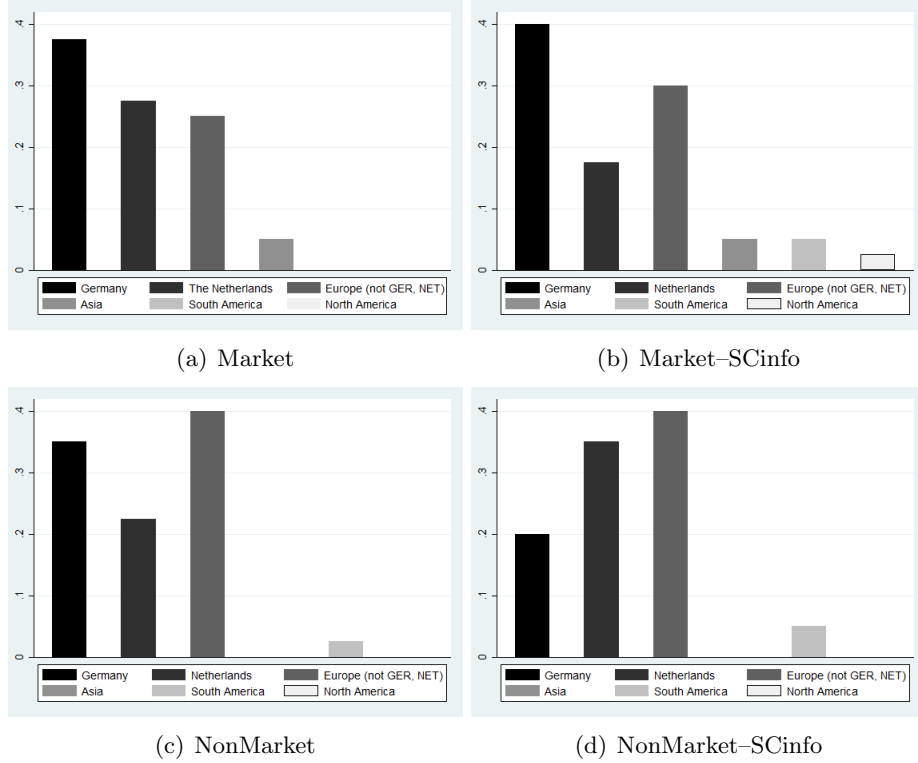 .4
.3
.2
.1
0
Germany The Netherlands Europe (not GER, NET)
Asia South America North America
(a) Market
.4
.3
.2
.1
0
Germany Netherlands Europe (not GER, NET)
Asia South America North America
(b) Market–SCinfo
.4
.3
.2
.1
0
Germany Netherlands Europe (not GER, NET)
Asia South America North America
(c) NonMarket
.4
.3
.2
.1
0
Germany Netherlands Europe (not GER, NET)
Asia South America North America
(d) NonMarket–SCinfo